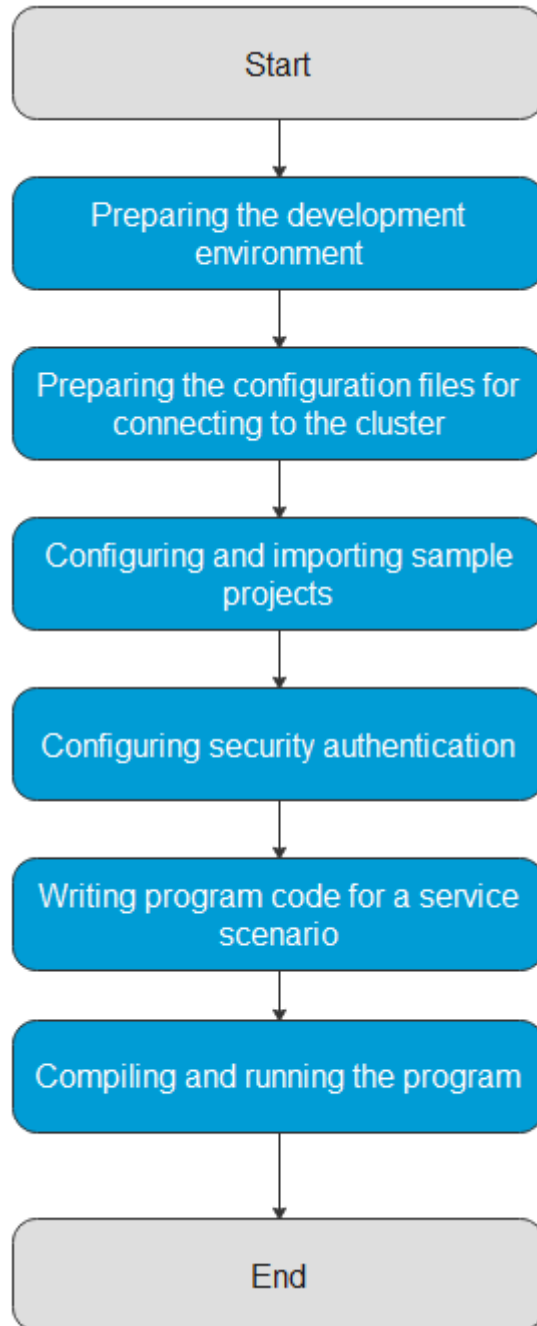 Start
Preparing the development
environment
Preparing the configuration files for
connecting to the cluster
Configuring and importing sample
projects
Configuring security authentication
Writing program code for a service
scenario
Compiling and running the program
End